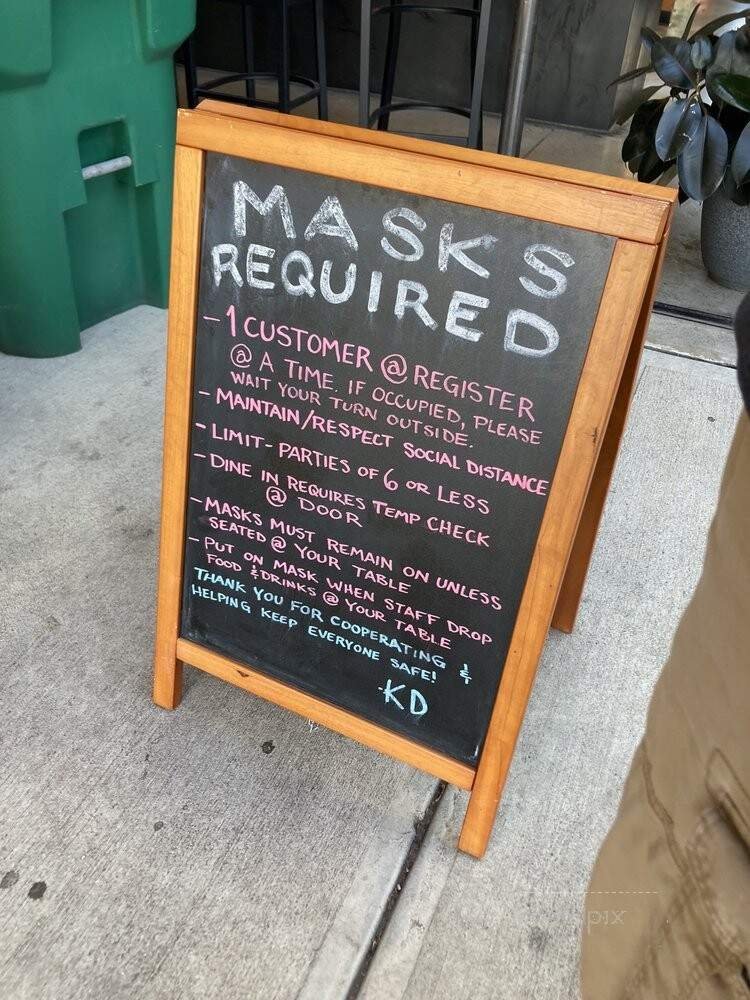 MASKS
REQUIRED
- 1 CUSTOMER @ REGISTER
@ A TIME. IF OCCUPIED, PLEASE
WAIT YOUR TURN OUTSIDE.
- MAINTAIN/RESPECT SOCIAL DISTANCE
- LIMIT- PARTIES OF 6 OR LESS
- DINE IN REQUIRES TEMP CHECK
@ DOOR
- MASKS MUST REMAIN ON UNLESS
SEATED @ YOUR TABLE
- PUT ON MASK WHEN STAFF DROP
FOOD & DRINKS @ YOUR TABLE
THANK YOU FOR COOPERATING &
HELPING KEEP EVERYONE SAFE!
-KD